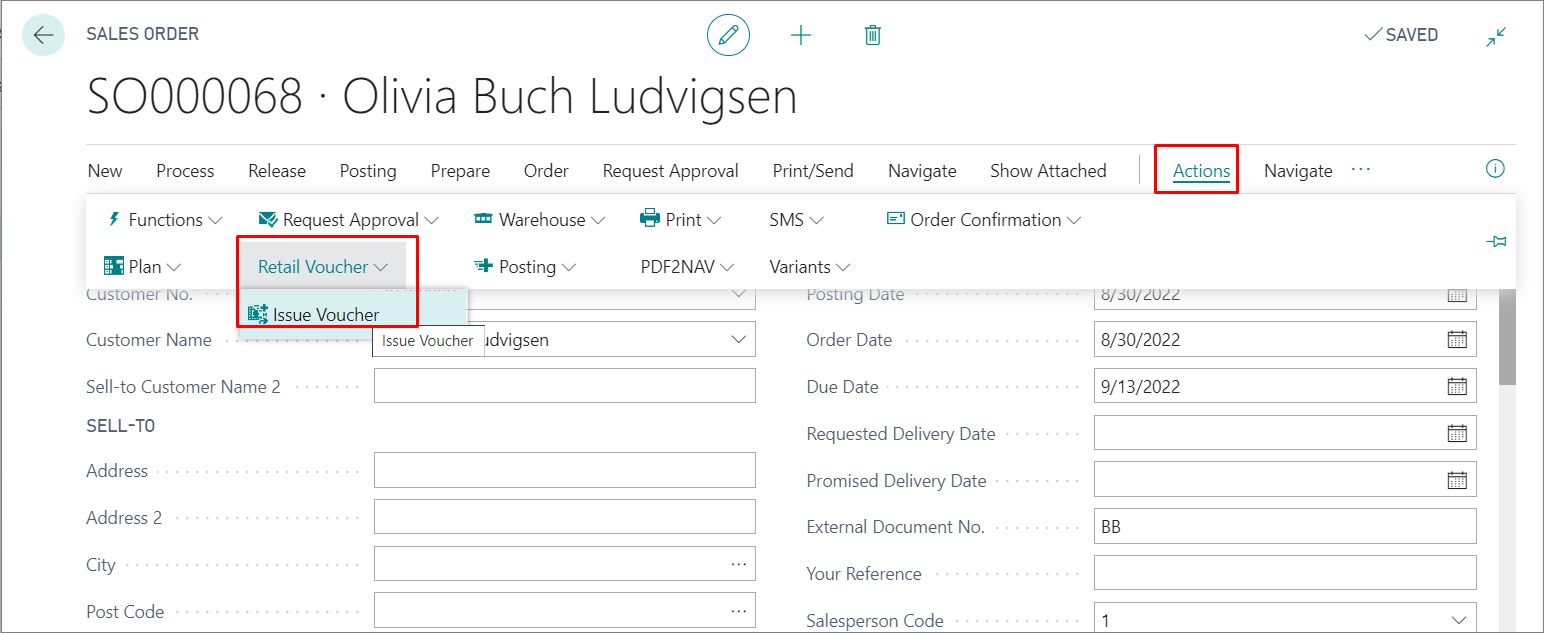 SALES ORDER
SAVED
SO000068 · Olivia Buch Ludvigsen
New Process Release Posting Prepare Order Request Approval Print/Send Navigate Show Attached Actions Navigate ···
Functions Request Approval Warehouse Print SMS Order Confirmation
Plan Retail Voucher Posting PDF2NAV Variants
Customer No. Posting Date 8/30/2022
Issue Voucher
Customer Name udvigsen Order Date 8/30/2022
Issue Voucher
Sell-to Customer Name 2 Due Date 9/13/2022
SELL-TO
Requested Delivery Date
Address
Promised Delivery Date
Address 2
External Document No. BB
City ···
Your Reference
Post Code ···
Salesperson Code 1